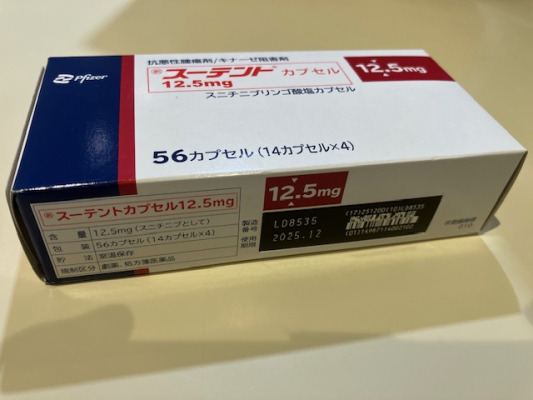 Pfizer
抗悪性腫瘍剤/キナーゼ阻害剤
スーテント カプセル
12.5mg
スニチニブリンゴ酸塩カプセル
12.5mg
56カプセル (14カプセル×4)
スーテントカプセル12.5mg
含 量 12.5mg (スニチニブとして)
包 装 56カプセル (14カプセル×4)
貯 法 室温保存
規制区分 劇薬、処方箋医薬品
12.5mg
製造番号 LD8535
使用期限 2025.12
(17)251200(10)LD8535